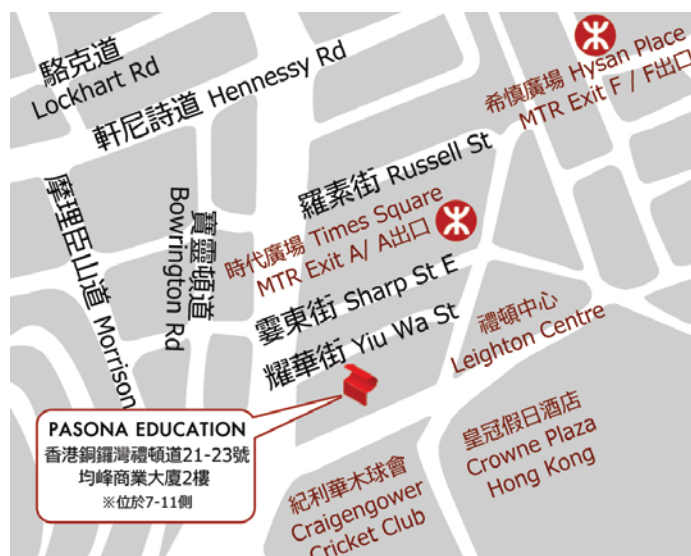 駱克道
Lockhart Rd
軒尼詩道 Hennessy Rd
希慎廣場 Hysan Place
MTR Exit F / F出口
羅素街 Russell St
摩理臣山道 Morrison
寶靈頓道
Bowrington Rd
時代廣場 Times Square
MTR Exit A/ A出口
霎東街 Sharp St E
耀華街 Yiu Wa St
禮頓中心
Leighton Centre
PASONA EDUCATION
香港銅鑼灣禮頓道21-23號
均峰商業大廈2樓
※位於7-11側
皇冠假日酒店
Crowne Plaza
Hong Kong
紀利華木球會
Craigengower
Cricket Club